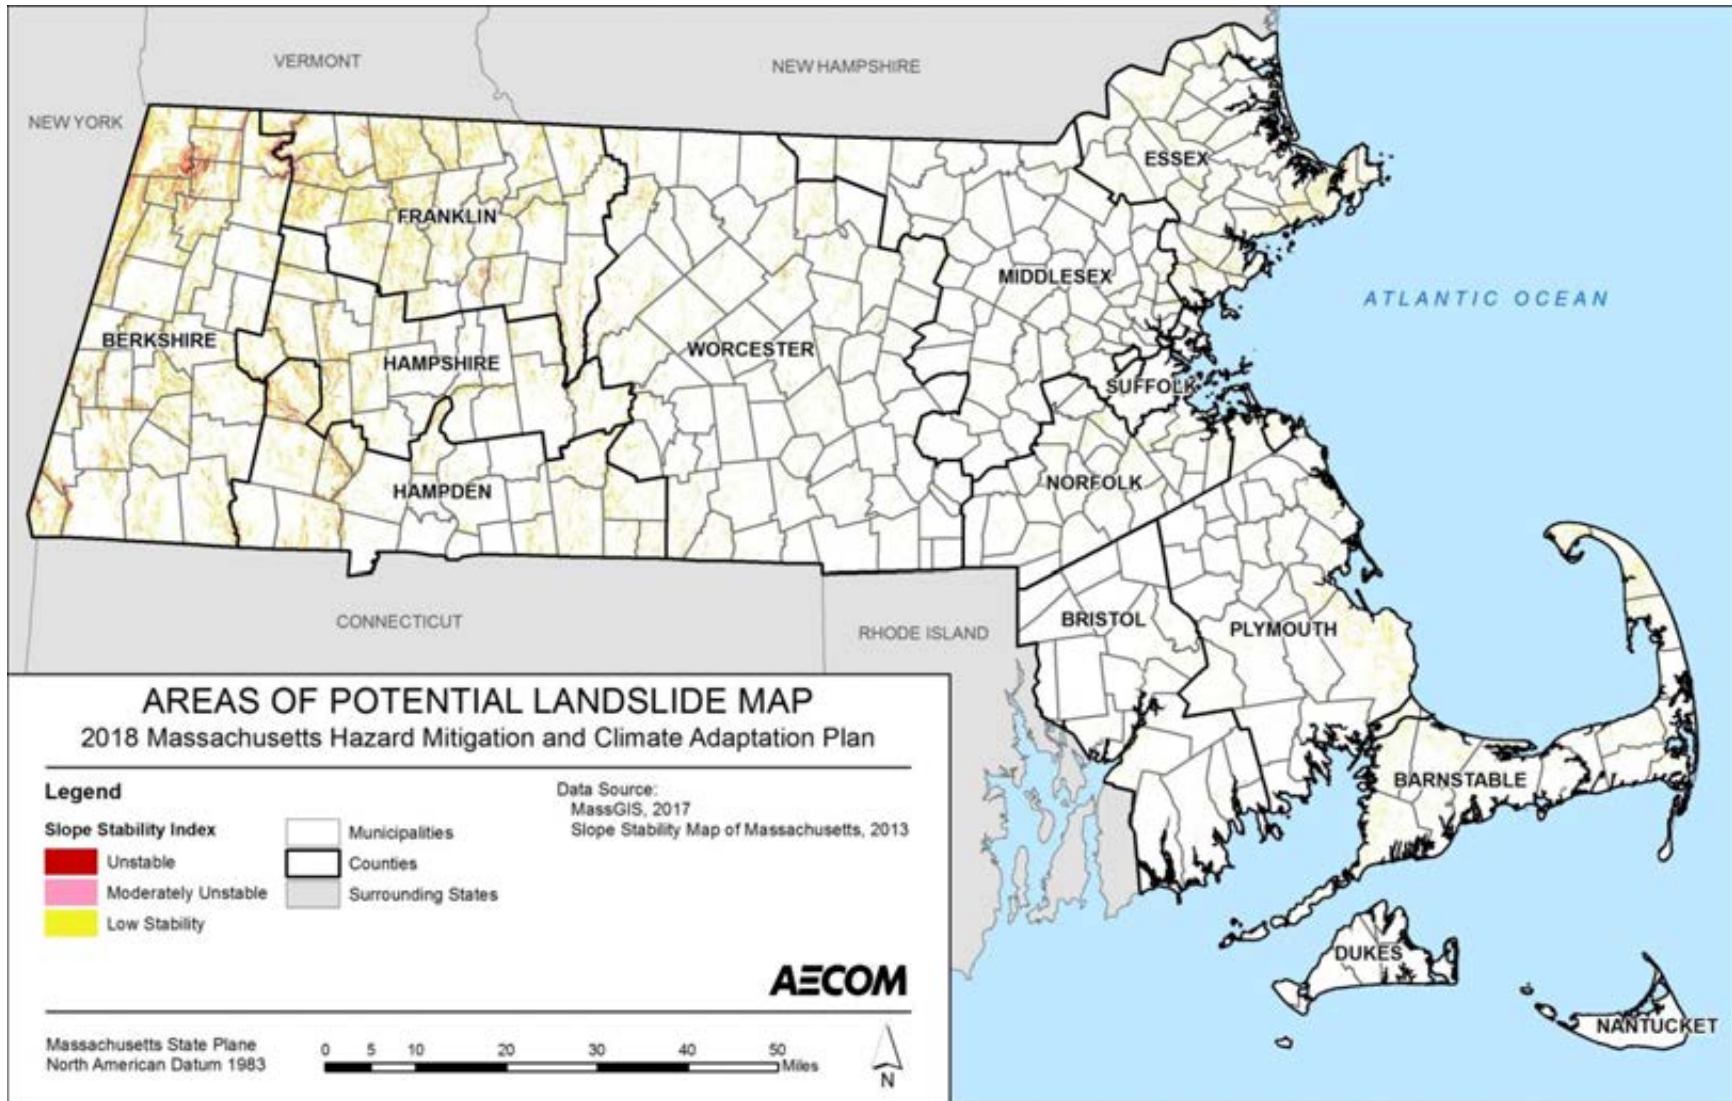 VERMONT
NEW HAMPSHIRE
NEW YORK
ESSEX
FRANKLIN
MIDDLESEX
ATLANTIC OCEAN
BERKSHIRE
WORCESTER
HAMPSHIRE
SUFFOLK
NORFOLK
HAMPDEN
CONNECTICUT
RHODE ISLAND
BRISTOL
PLYMOUTH
BARNSTABLE
DUKES
NANTUCKET
AREAS OF POTENTIAL LANDSLIDE MAP
2018 Massachusetts Hazard Mitigation and Climate Adaptation Plan
Legend
Slope Stability Index
Unstable
Moderately Unstable
Low Stability
Municipalities
Counties
Surrounding States
Data Source:
MassGIS, 2017
Slope Stability Map of Massachusetts, 2013
AECOM
Massachusetts State Plane
North American Datum 1983
0 5 10 20 30 40 50
Miles
N